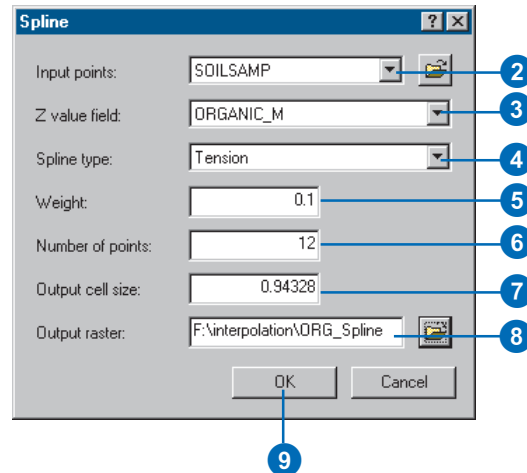 Spline ? ×
Input points: SOILSAMP 2
Z value field: ORGANIC_M 3
Spline type: Tension 4
Weight: 0.1 5
Number of points: 12 6
Output cell size: 0.94328 7
Output raster: F:\interpolation\ORG_Spline 8
OK Cancel
9